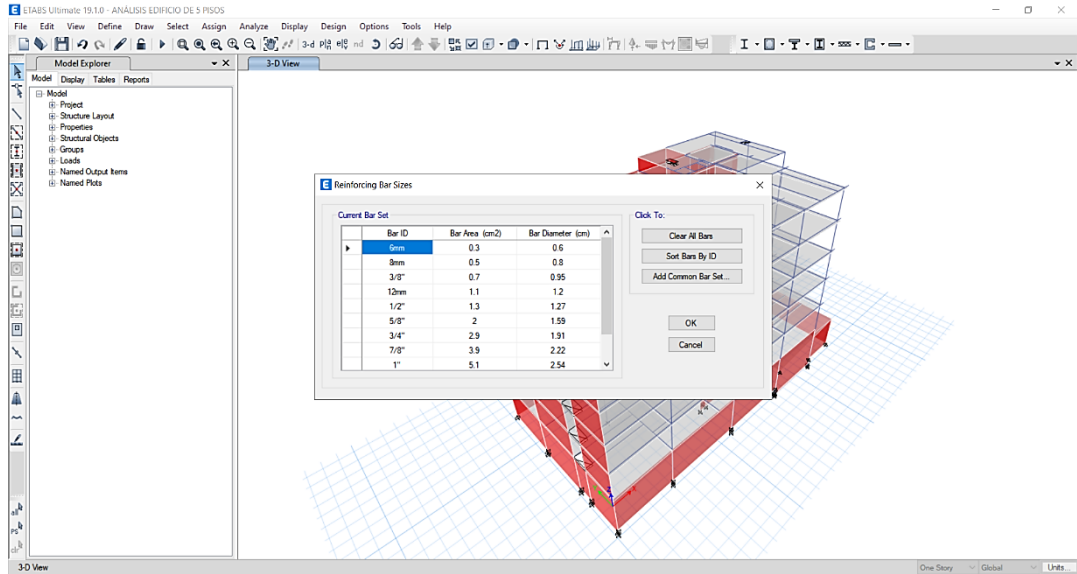 ETABS Ultimate 19.1.0 - ANÁLISIS EDIFICIO DE 5 PISOS
File Edit View Define Draw Select Assign Analyze Display Design Options Tools Help
3-d
nd
Model Explorer
3-D View
Model Display Tables Reports
Model
Project
Structure Layout
Properties
Structural Objects
Groups
Loads
Named Output Items
Named Plots
Reinforcing Bar Sizes
Current Bar Set
Bar ID Bar Area (cm2) Bar Diameter (cm)
6mm 0.3 0.6
8mm 0.5 0.8
3/8" 0.7 0.95
12mm 1.1 1.2
1/2" 1.3 1.27
5/8" 2 1.59
3/4" 2.9 1.91
7/8" 3.9 2.22
1" 5.1 2.54
Click To:
Clear All Bars
Sort Bars By ID
Add Common Bar Set...
OK
Cancel
all
PS
clr
3-D View
One Story Global Units...